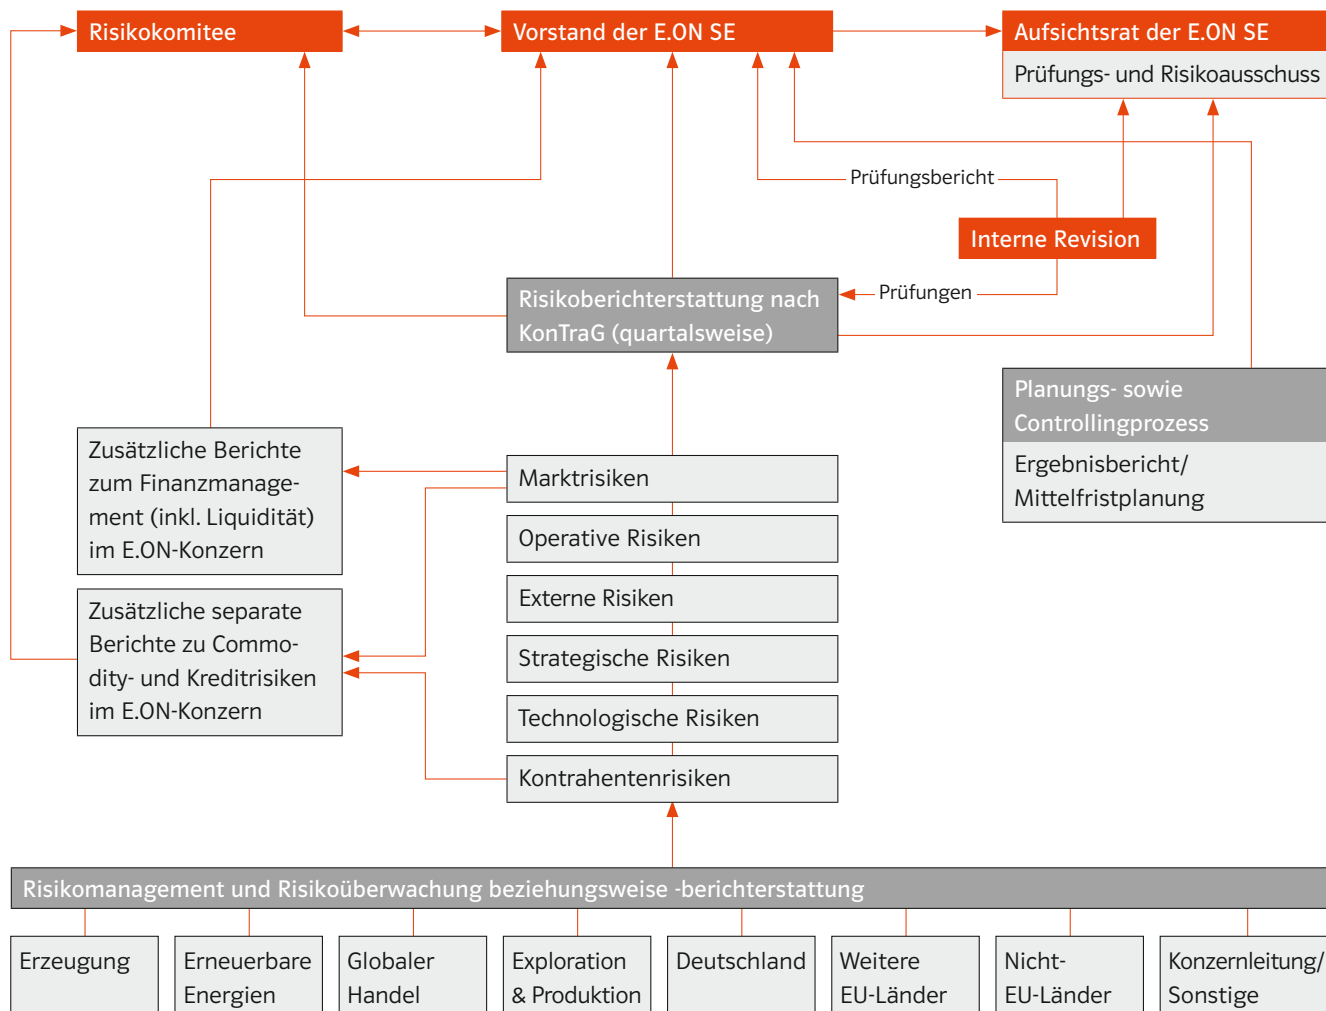 Risikokomitee
Vorstand der E.ON SE
Aufsichtsrat der E.ON SE
Prüfungs- und Risikoausschuss
Prüfungsbericht
Interne Revision
Prüfungen
Risikoberichterstattung nach
KonTraG (quartalsweise)
Planungs- sowie
Controllingprozess
Ergebnisbericht/
Mittelfristplanung
Zusätzliche Berichte
zum Finanzmanage-
ment (inkl. Liquidität)
im E.ON-Konzern
Zusätzliche separate
Berichte zu Commo-
dity- und Kreditrisiken
im E.ON-Konzern
Marktrisiken
Operative Risiken
Externe Risiken
Strategische Risiken
Technologische Risiken
Kontrahentenrisiken
Risikomanagement und Risikoüberwachung beziehungsweise -berichterstattung
Erzeugung
Erneuerbare
Energien
Globaler
Handel
Exploration
& Produktion
Deutschland
Weitere
EU-Länder
Nicht-
EU-Länder
Konzernleitung/
Sonstige